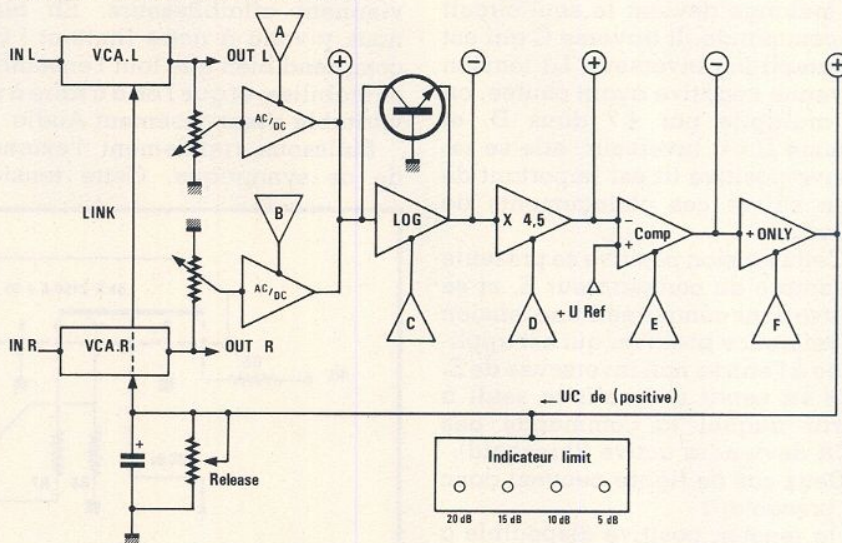 IN L
VCA.L
OUT L
A
+
-
+
-
+
AC/DC
LINK
B
LOG
X 4,5
-
+
Comp
+ ONLY
AC/DC
C
D
+ U Ref
E
F
IN R
VCA.R
OUT R
UC de (positive)
+
Release
Indicateur limit
20 dB 15 dB 10 dB 5 dB